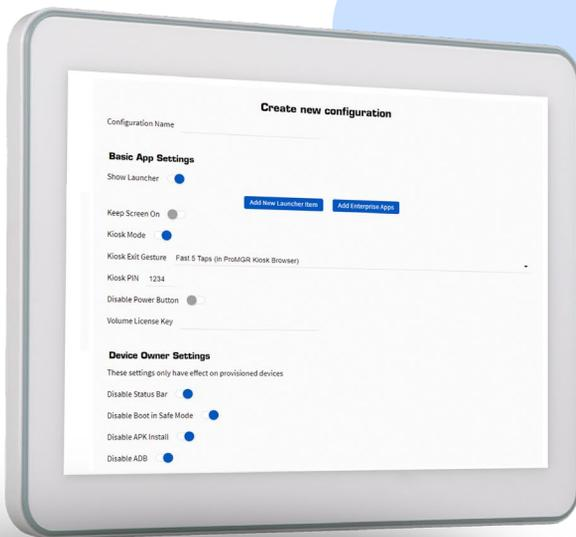 Create new configuration
Configuration Name
Basic App Settings
Show Launcher
Add New Launcher Item Add Enterprise Apps
Keep Screen On
Kiosk Mode
Kiosk Exit Gesture Fast 5 Taps (in ProMGR Kiosk Browser)
Kiosk PIN 1234
Disable Power Button
Volume License Key
Device Owner Settings
These settings only have effect on provisioned devices
Disable Status Bar
Disable Boot in Safe Mode
Disable APK Install
Disable ADB